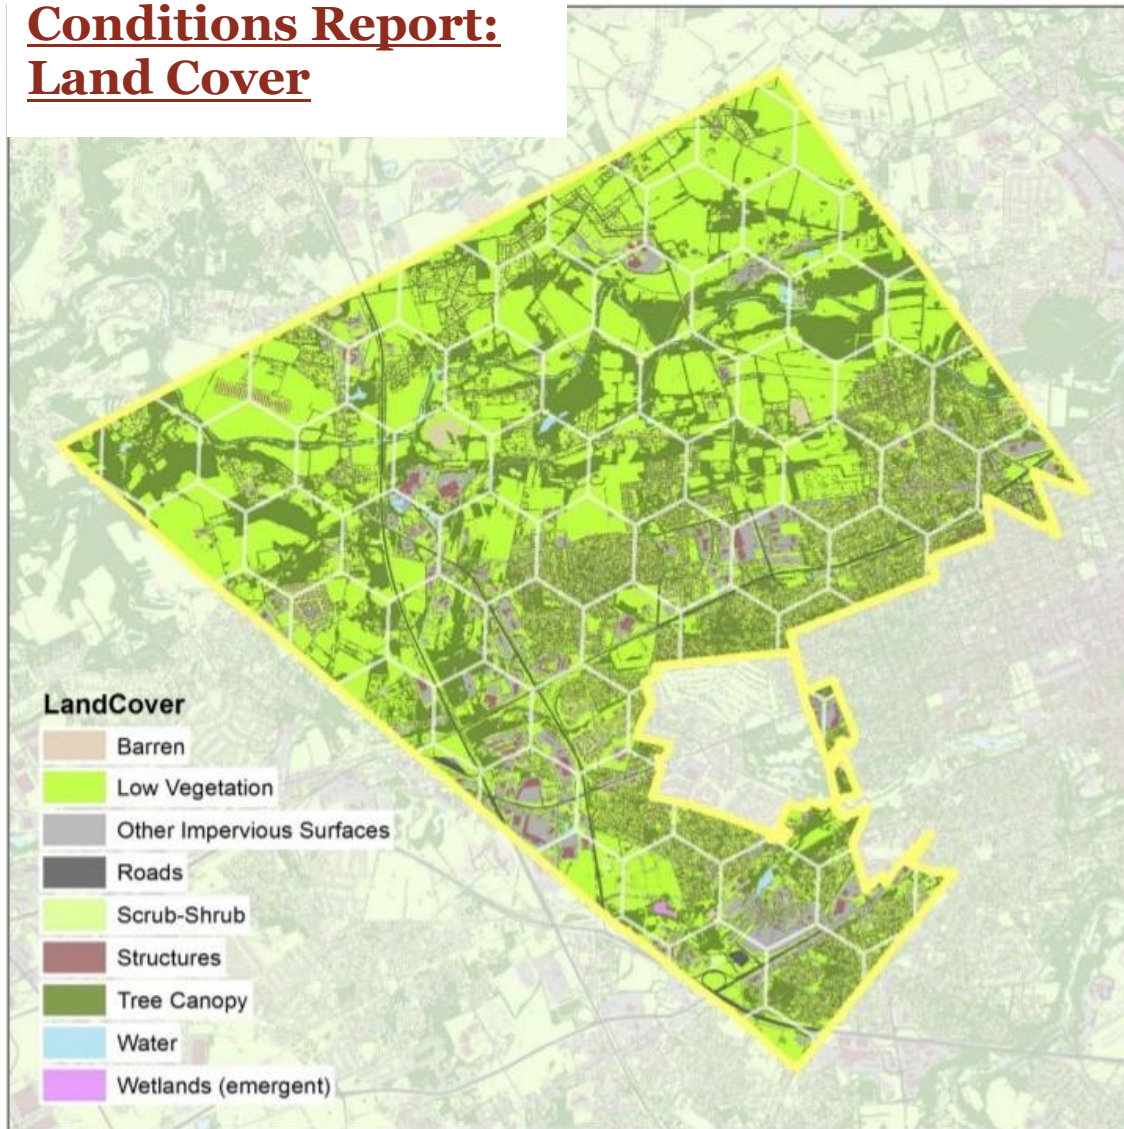 Conditions Report:
Land Cover
LandCover
Barren
Low Vegetation
Other Impervious Surfaces
Roads
Scrub-Shrub
Structures
Tree Canopy
Water
Wetlands (emergent)